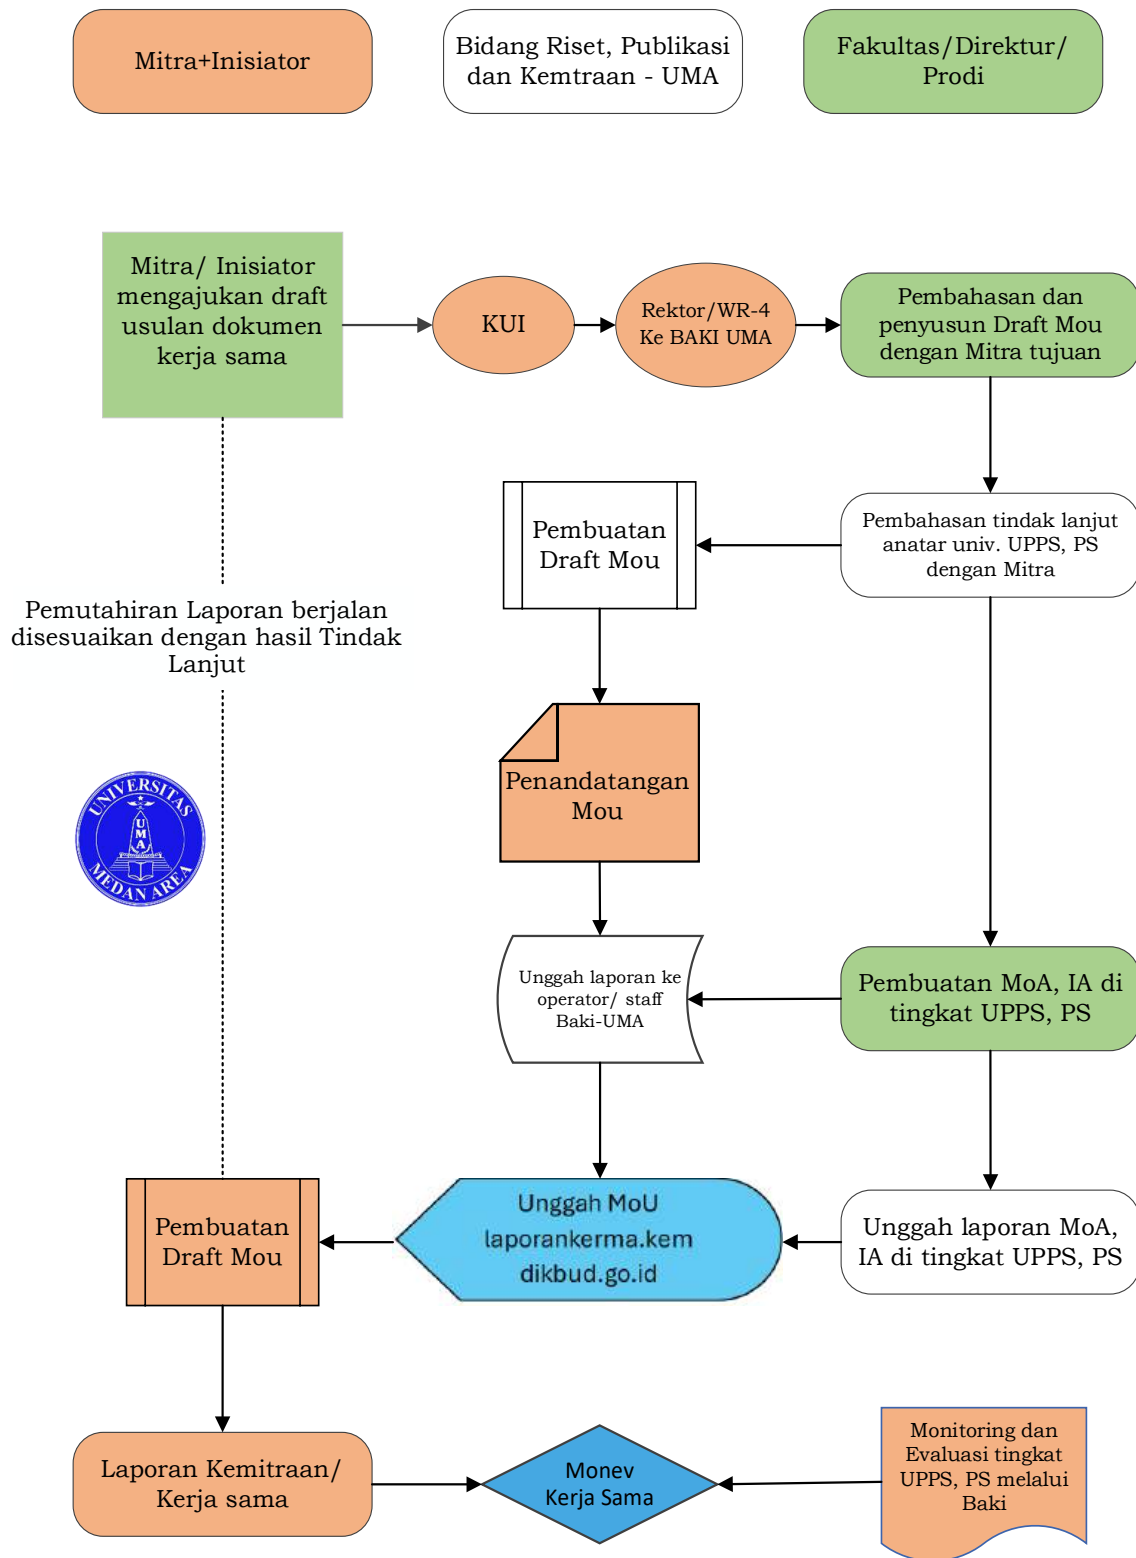 Mitra+Inisiator
Bidang Riset, Publikasi
dan Kemtraan - UMA
Fakultas/Direktur/
Prodi
Mitra/ Inisiator
mengajukan draft
usulan dokumen
kerja sama
KUI
Rektor/WR-4
Ke BAKI UMA
Pembahasan dan
penyusun Draft Mou
dengan Mitra tujuan
Pembuatan
Draft Mou
Pembahasan tindak lanjut
anatar univ. UPPS, PS
dengan Mitra
Pemutahiran Laporan berjalan
disesuaikan dengan hasil Tindak
Lanjut
Penandatangan
Mou
UNIVERSITAS
UMA
MEDAN AREA
Unggah laporan ke
operator/ staff
Baki-UMA
Pembuatan MoA, IA di
tingkat UPPS, PS
Pembuatan
Draft Mou
Unggah MoU
laporankerma.kem
dikbud.go.id
Unggah laporan MoA,
IA di tingkat UPPS, PS
Laporan Kemitraan/
Kerja sama
Monev
Kerja Sama
Monitoring dan
Evaluasi tingkat
UPPS, PS melalui
Baki